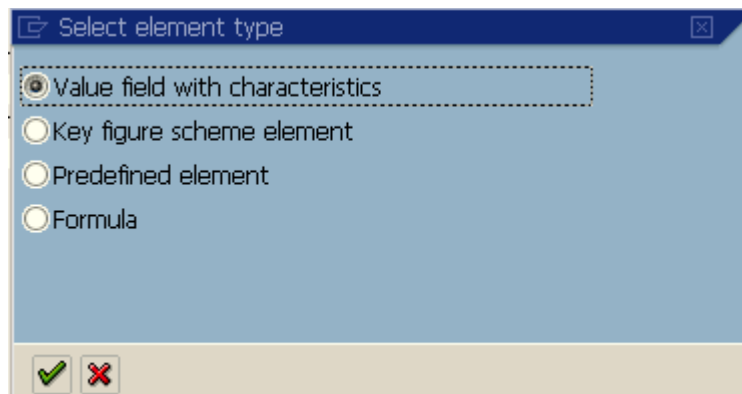 Select element type
Value field with characteristics
Key figure scheme element
Predefined element
Formula